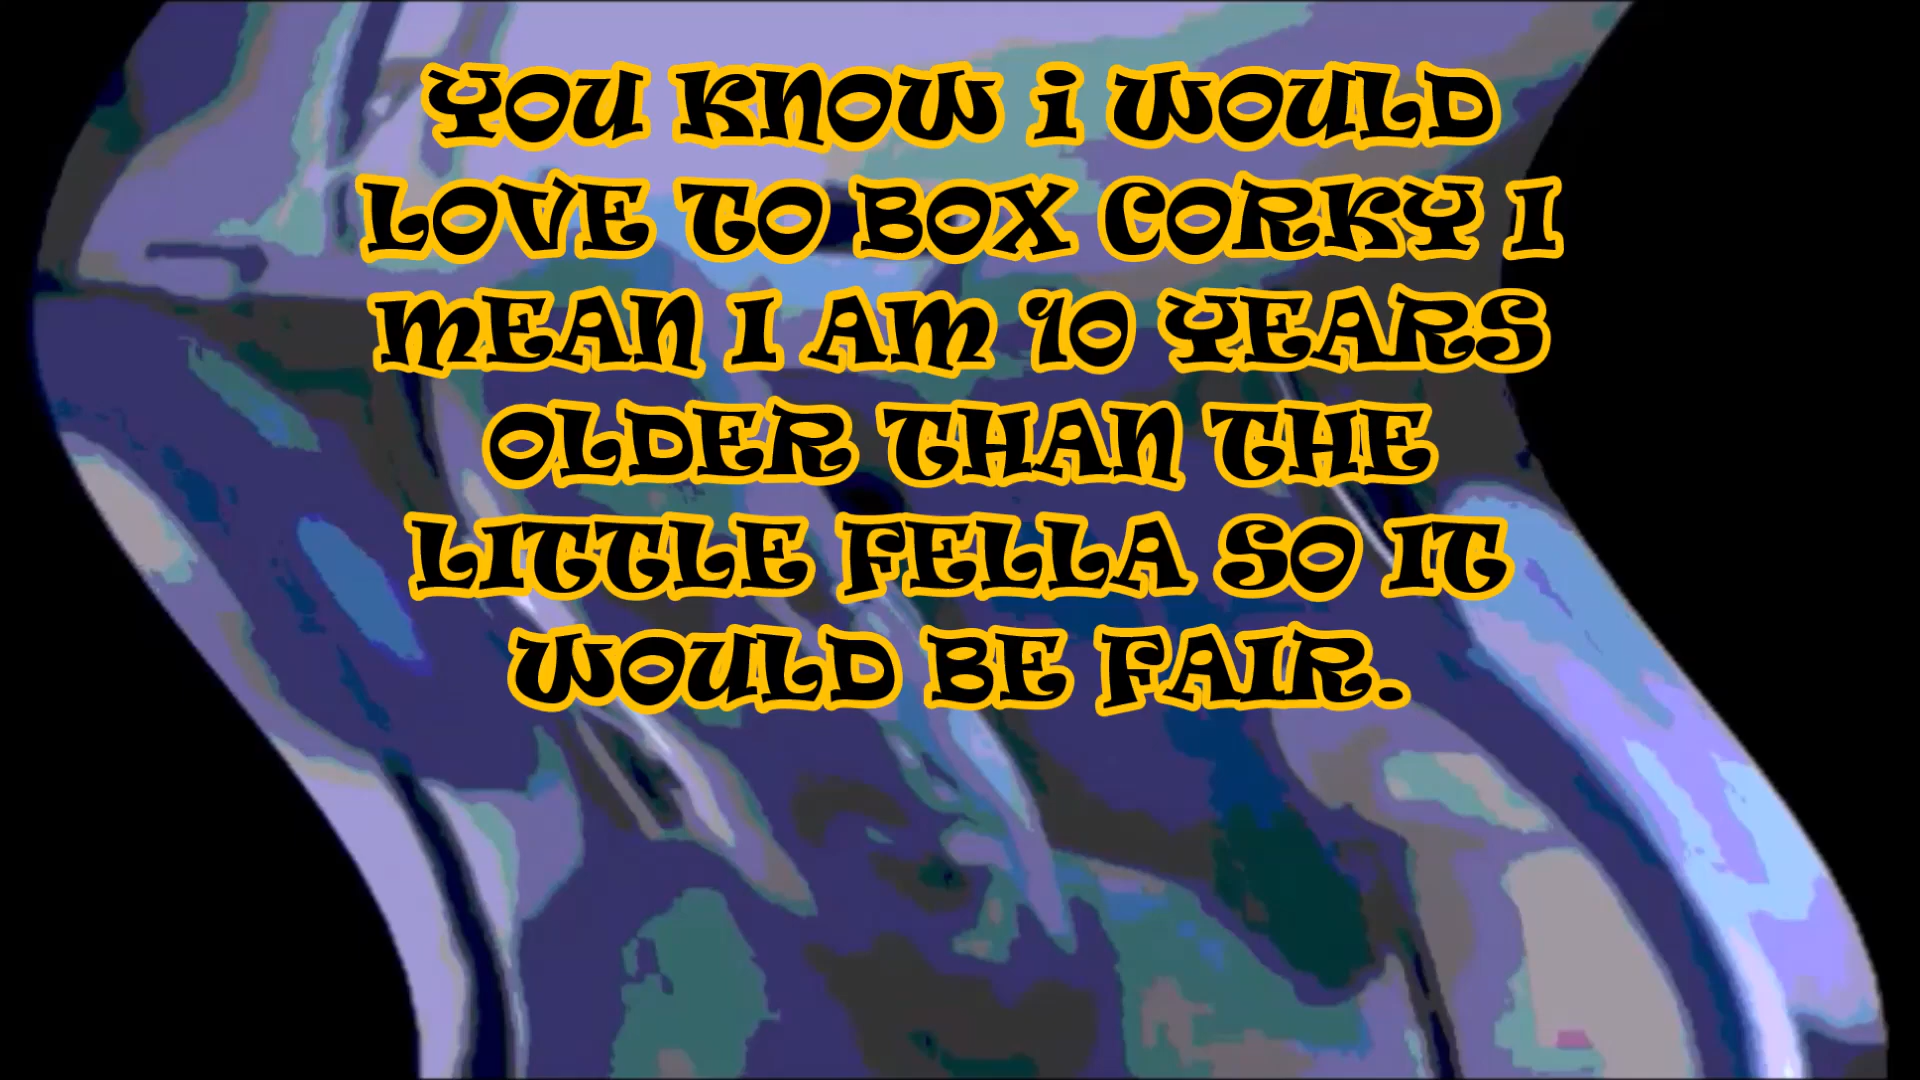 YOU KNOW i WOULD
LOVE TO BOX CORKY I
MEAN I AM 10 YEARS
OLDER THAN THE
LITTLE FELLA SO IT
WOULD BE FAIR.